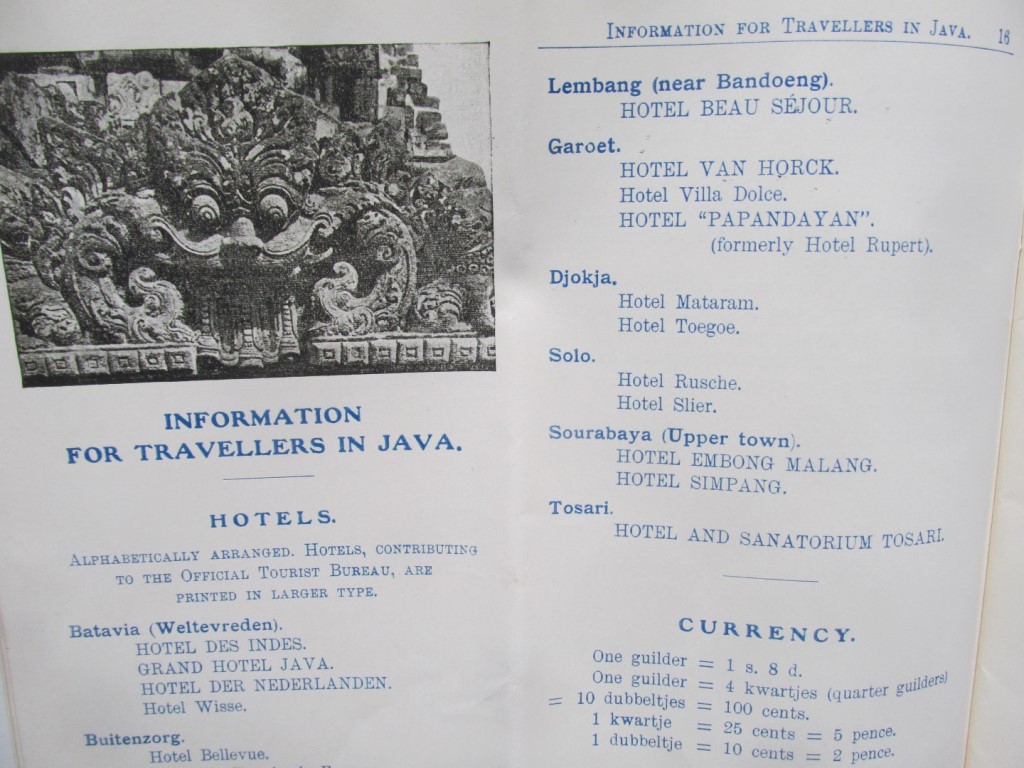 INFORMATION
FOR TRAVELLERS IN JAVA.
HOTELS.
ALPHABETICALLY ARRANGED. HOTELS, CONTRIBUTING
TO THE OFFICIAL TOURIST BUREAU, ARE
PRINTED IN LARGER TYPE.
Batavia (Weltevreden).
HOTEL DES INDES.
GRAND HOTEL JAVA.
HOTEL DER NEDERLANDEN.
Hotel Wisse.
Buitenzorg.
Hotel Bellevue.
INFORMATION FOR TRAVELLERS IN JAVA. 16
Lembang (near Bandoeng).
HOTEL BEAU SÉJOUR.
Garoet.
HOTEL VAN HORCK.
Hotel Villa Dolce.
HOTEL “PAPANDAYAN”.
(formerly Hotel Rupert).
Djokja.
Hotel Mataram.
Hotel Toegoe.
Solo.
Hotel Rusche.
Hotel Slier.
Sourabaya (Upper town).
HOTEL EMBONG MALANG.
HOTEL SIMPANG.
Tosari.
HOTEL AND SANATORIUM TOSARI.
CURRENCY.
One guilder = 1 s. 8 d.
One guilder = 4 kwartjes (quarter guilders)
= 10 dubbeltjes = 100 cents.
1 kwartje = 25 cents = 5 pence.
1 dubbeltje = 10 cents = 2 pence.